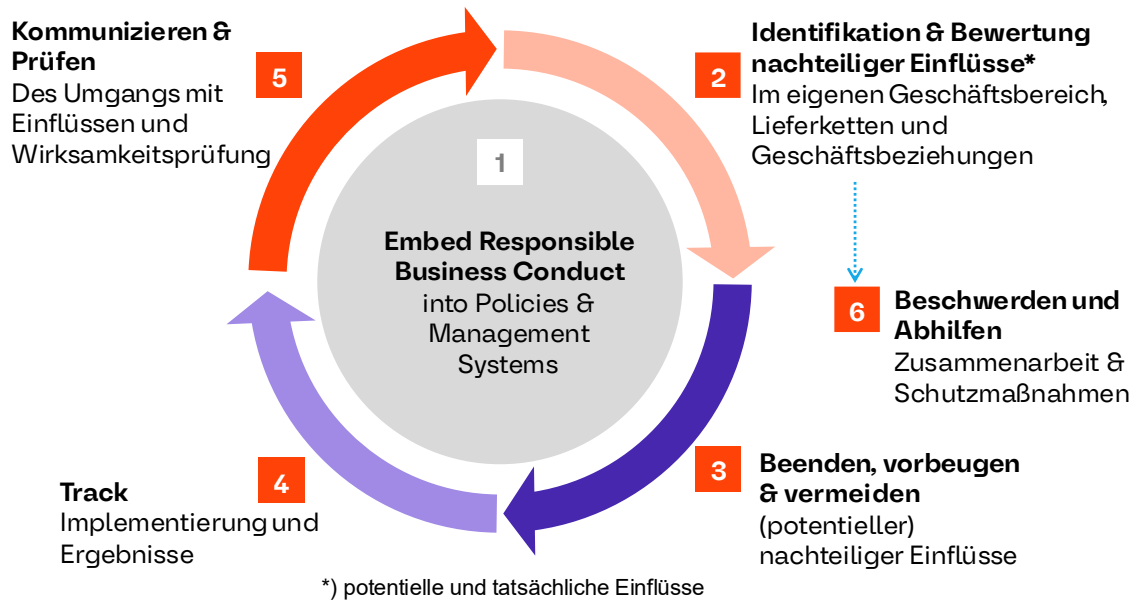 1
Embed Responsible
Business Conduct
into Policies &
Management
Systems
2
Identifikation & Bewertung
nachteiliger Einflüsse*
Im eigenen Geschäftsbereich,
Lieferketten und
Geschäftsbeziehungen
3
Beenden, vorbeugen
& vermeiden
(potentieller)
nachteiliger Einflüsse
4
Track
Implementierung und
Ergebnisse
5
Kommunizieren &
Prüfen
Des Umgangs mit
Einflüssen und
Wirksamkeitsprüfung
6
Beschwerden und
Abhilfen
Zusammenarbeit &
Schutzmaßnahmen
*) potentielle und tatsächliche Einflüsse